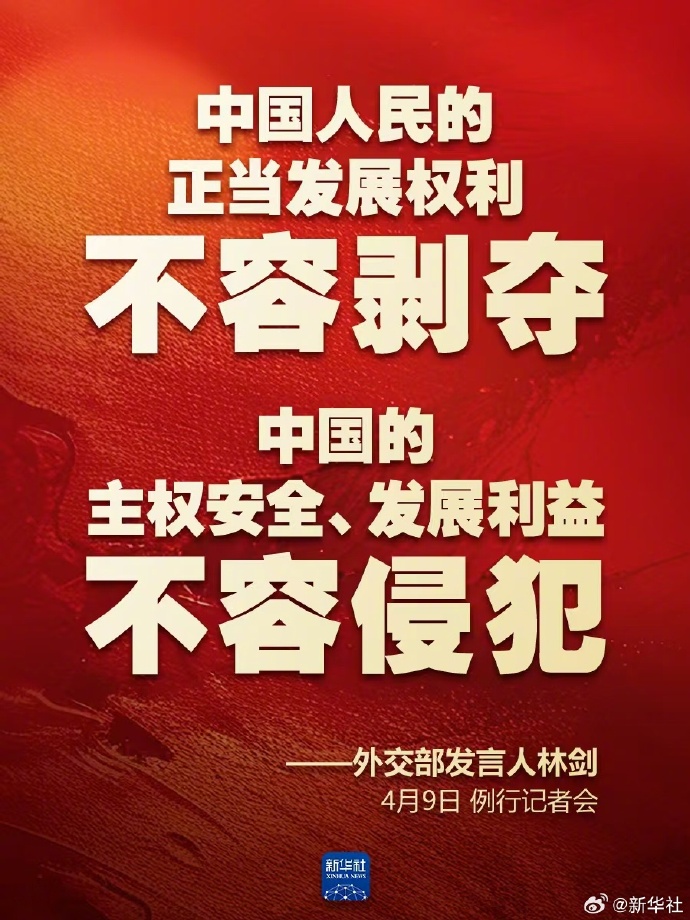 中国人民的
正当发展权利
不容剥夺
中国的
主权安全、发展利益
不容侵犯
——外交部发言人林剑
4月9日 例行记者会
新华社
XINHUA NEWS
@新华社